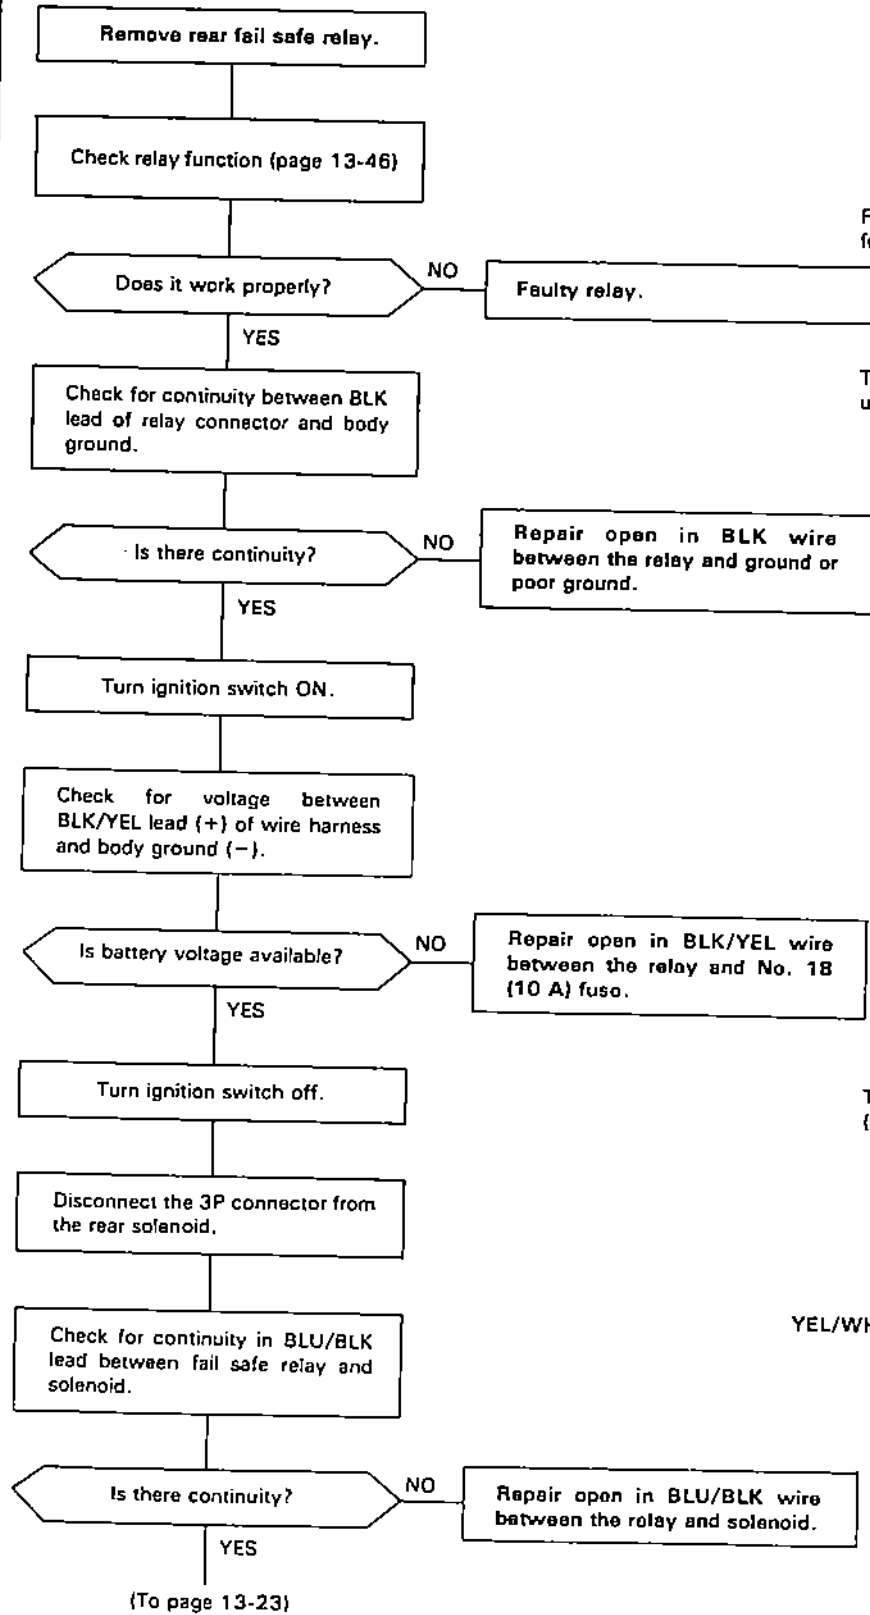 Remove rear fail safe relay.
Check relay function (page 13-46)
Does it work properly?
NO
Faulty relay.
YES
Check for continuity between BLK
lead of relay connector and body
ground.
Is there continuity?
NO
Repair open in BLK wire
between the relay and ground or
poor ground.
YES
Turn ignition switch ON.
Check for voltage between
BLK/YEL lead (+) of wire harness
and body ground (−).
Is battery voltage available?
NO
Repair open in BLK/YEL wire
between the relay and No. 18
(10 A) fuse.
YES
Turn ignition switch off.
Disconnect the 3P connector from
the rear solenoid.
Check for continuity in BLU/BLK
lead between fail safe relay and
solenoid.
YEL/WH
Is there continuity?
NO
Repair open in BLU/BLK wire
between the relay and solenoid.
YES
(To page 13-23)